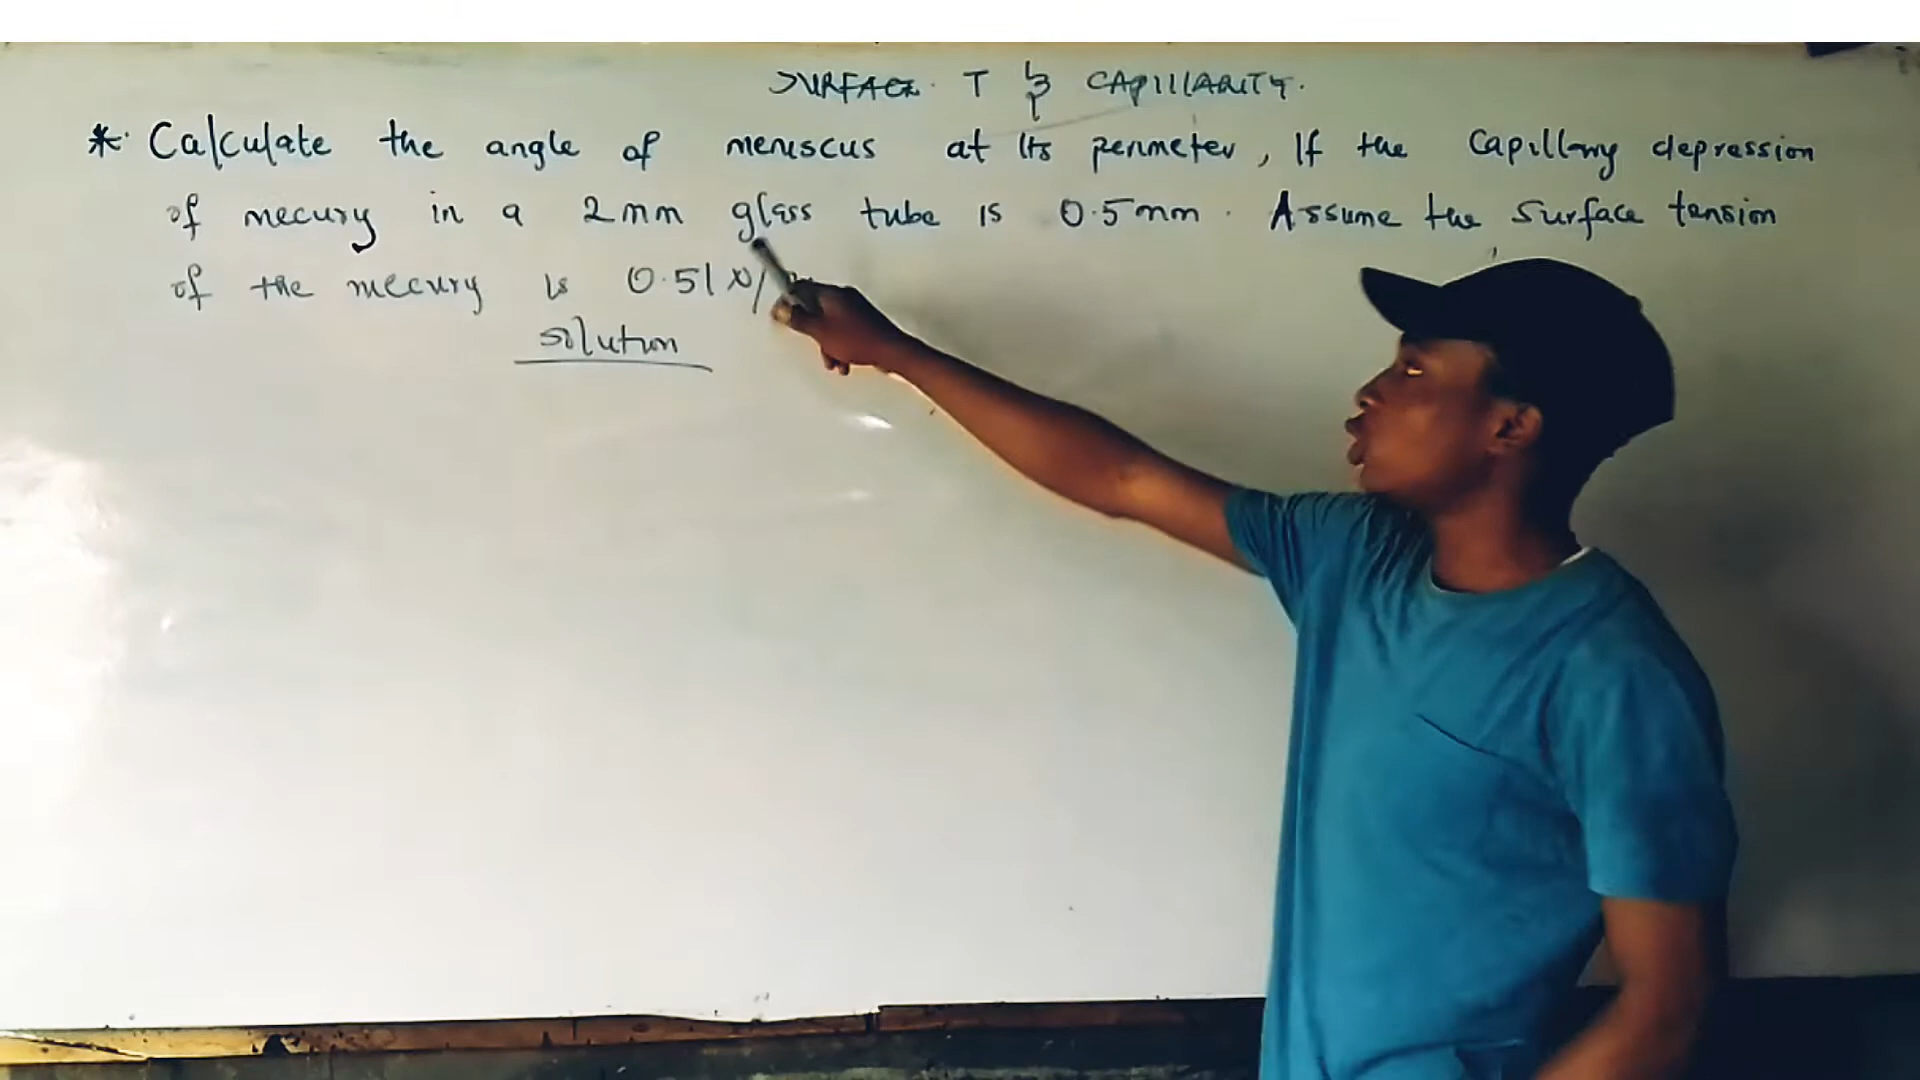 SURFACE T & CAPILLARITY.
* Calculate the angle of meniscus at its perimeter, If the Capillary depression
of mecury in a 2mm glass tube is 0.5mm. Assume the surface tension
of the mecury is 0.51N/
solution